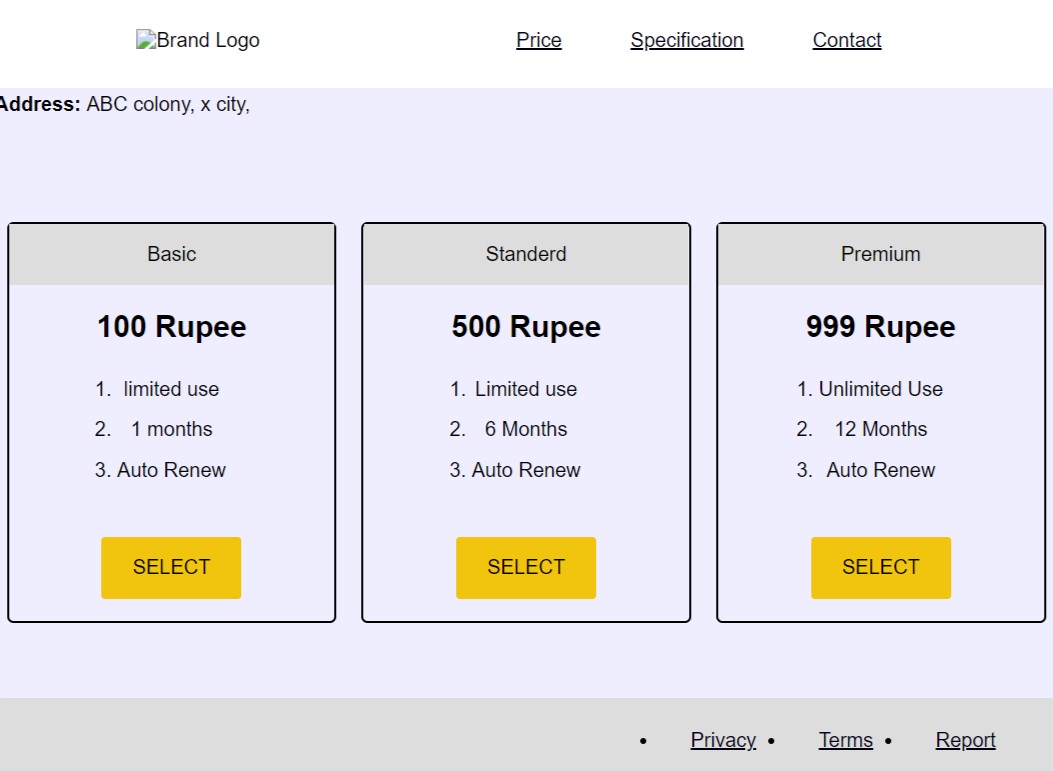 Brand Logo
Price Specification Contact
Address: ABC colony, x city,
Basic
100 Rupee
1. limited use
2. 1 months
3. Auto Renew
SELECT
Standerd
500 Rupee
1. Limited use
2. 6 Months
3. Auto Renew
SELECT
Premium
999 Rupee
1. Unlimited Use
2. 12 Months
3. Auto Renew
SELECT
• Privacy • Terms • Report